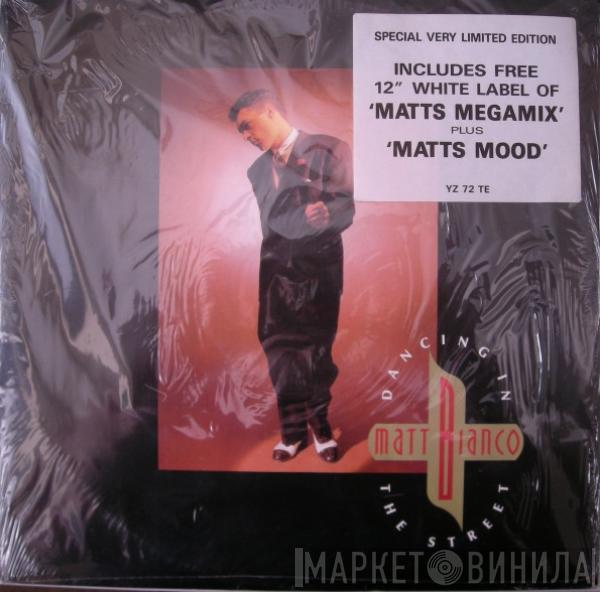 SPECIAL VERY LIMITED EDITION
INCLUDES FREE
12" WHITE LABEL OF
'MATTS MEGAMIX'
PLUS
'MATTS MOOD'
YZ 72 TE
DANCING IN
matt Bianco
THE STREET
МАРКЕТ ВИНИЛА